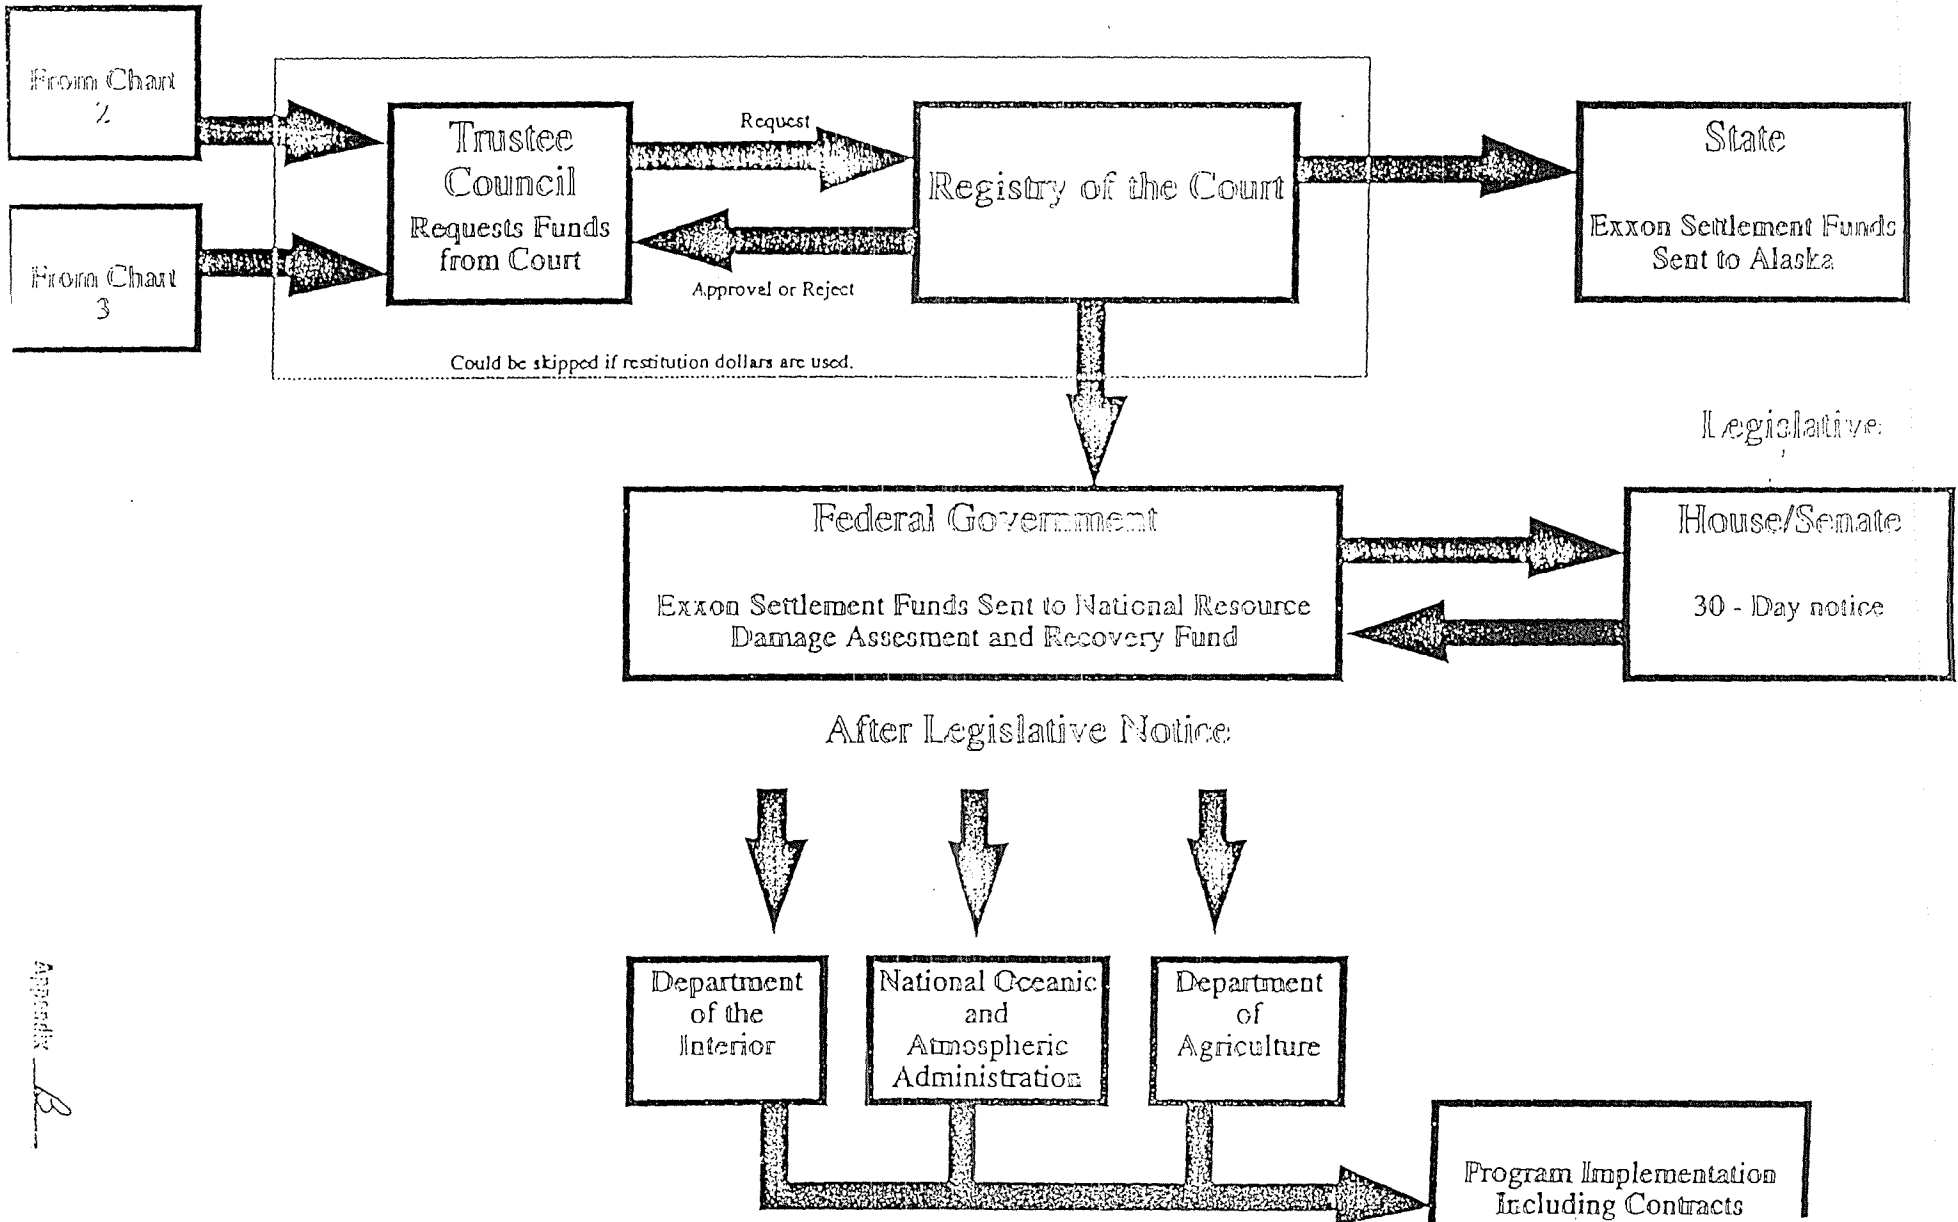 From Chart
2
Trustee
Council
Requests Funds
from Court
Request
Registry of the Court
State
Exxon Settlement Funds
Sent to Alaska
From Chart
3
Approval or Reject
Could be skipped if restitution dollars are used.
Legislative
Federal Government
Exxon Settlement Funds Sent to National Resource
Damage Assesment and Recovery Fund
House/Senate
30 - Day notice
After Legislative Notice
Department
of the
Interior
National Oceanic
and
Atmospheric
Administration
Department
of
Agriculture
Program Implementation
Including Contracts
Appendix B